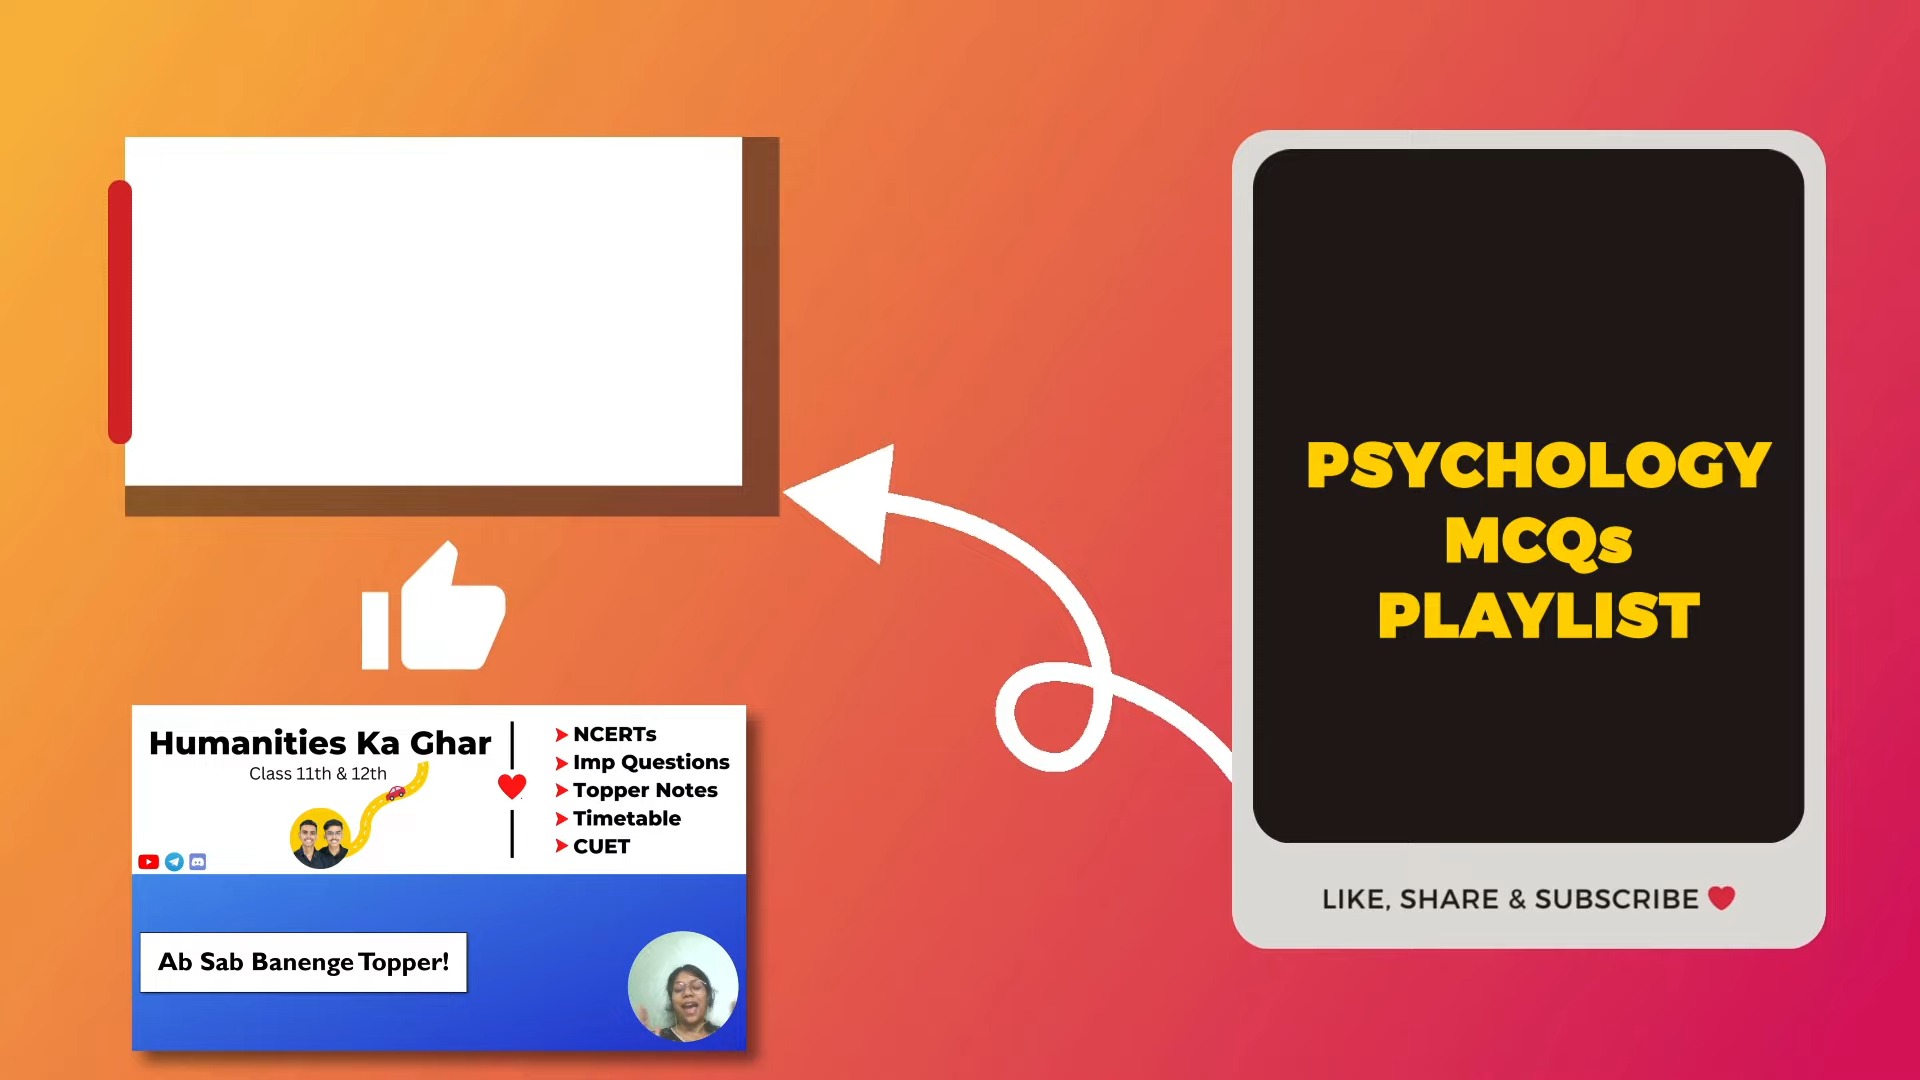 Humanities Ka Ghar
Class 11th & 12th
NCERTs
Imp Questions
Topper Notes
Timetable
CUET
Ab Sab Banenge Topper!
PSYCHOLOGY
MCQs
PLAYLIST
LIKE, SHARE & SUBSCRIBE